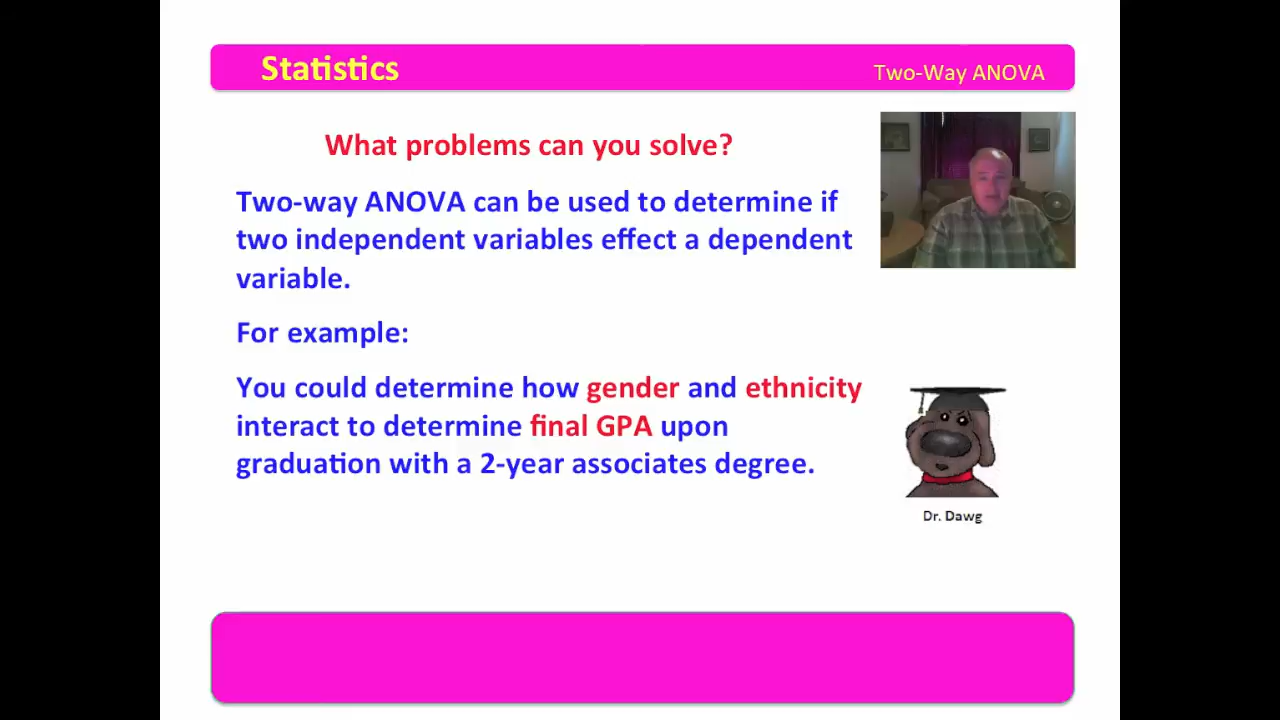 Statistics
Two-Way ANOVA
What problems can you solve?
Two-way ANOVA can be used to determine if
two independent variables effect a dependent
variable.
For example:
You could determine how gender and ethnicity
interact to determine final GPA upon
graduation with a 2-year associates degree.
Dr. Dawg